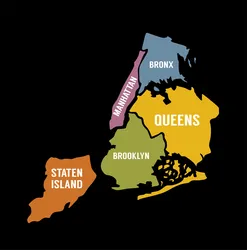 BRONX
MANHATTAN
QUEENS
BROOKLYN
STATEN
ISLAND